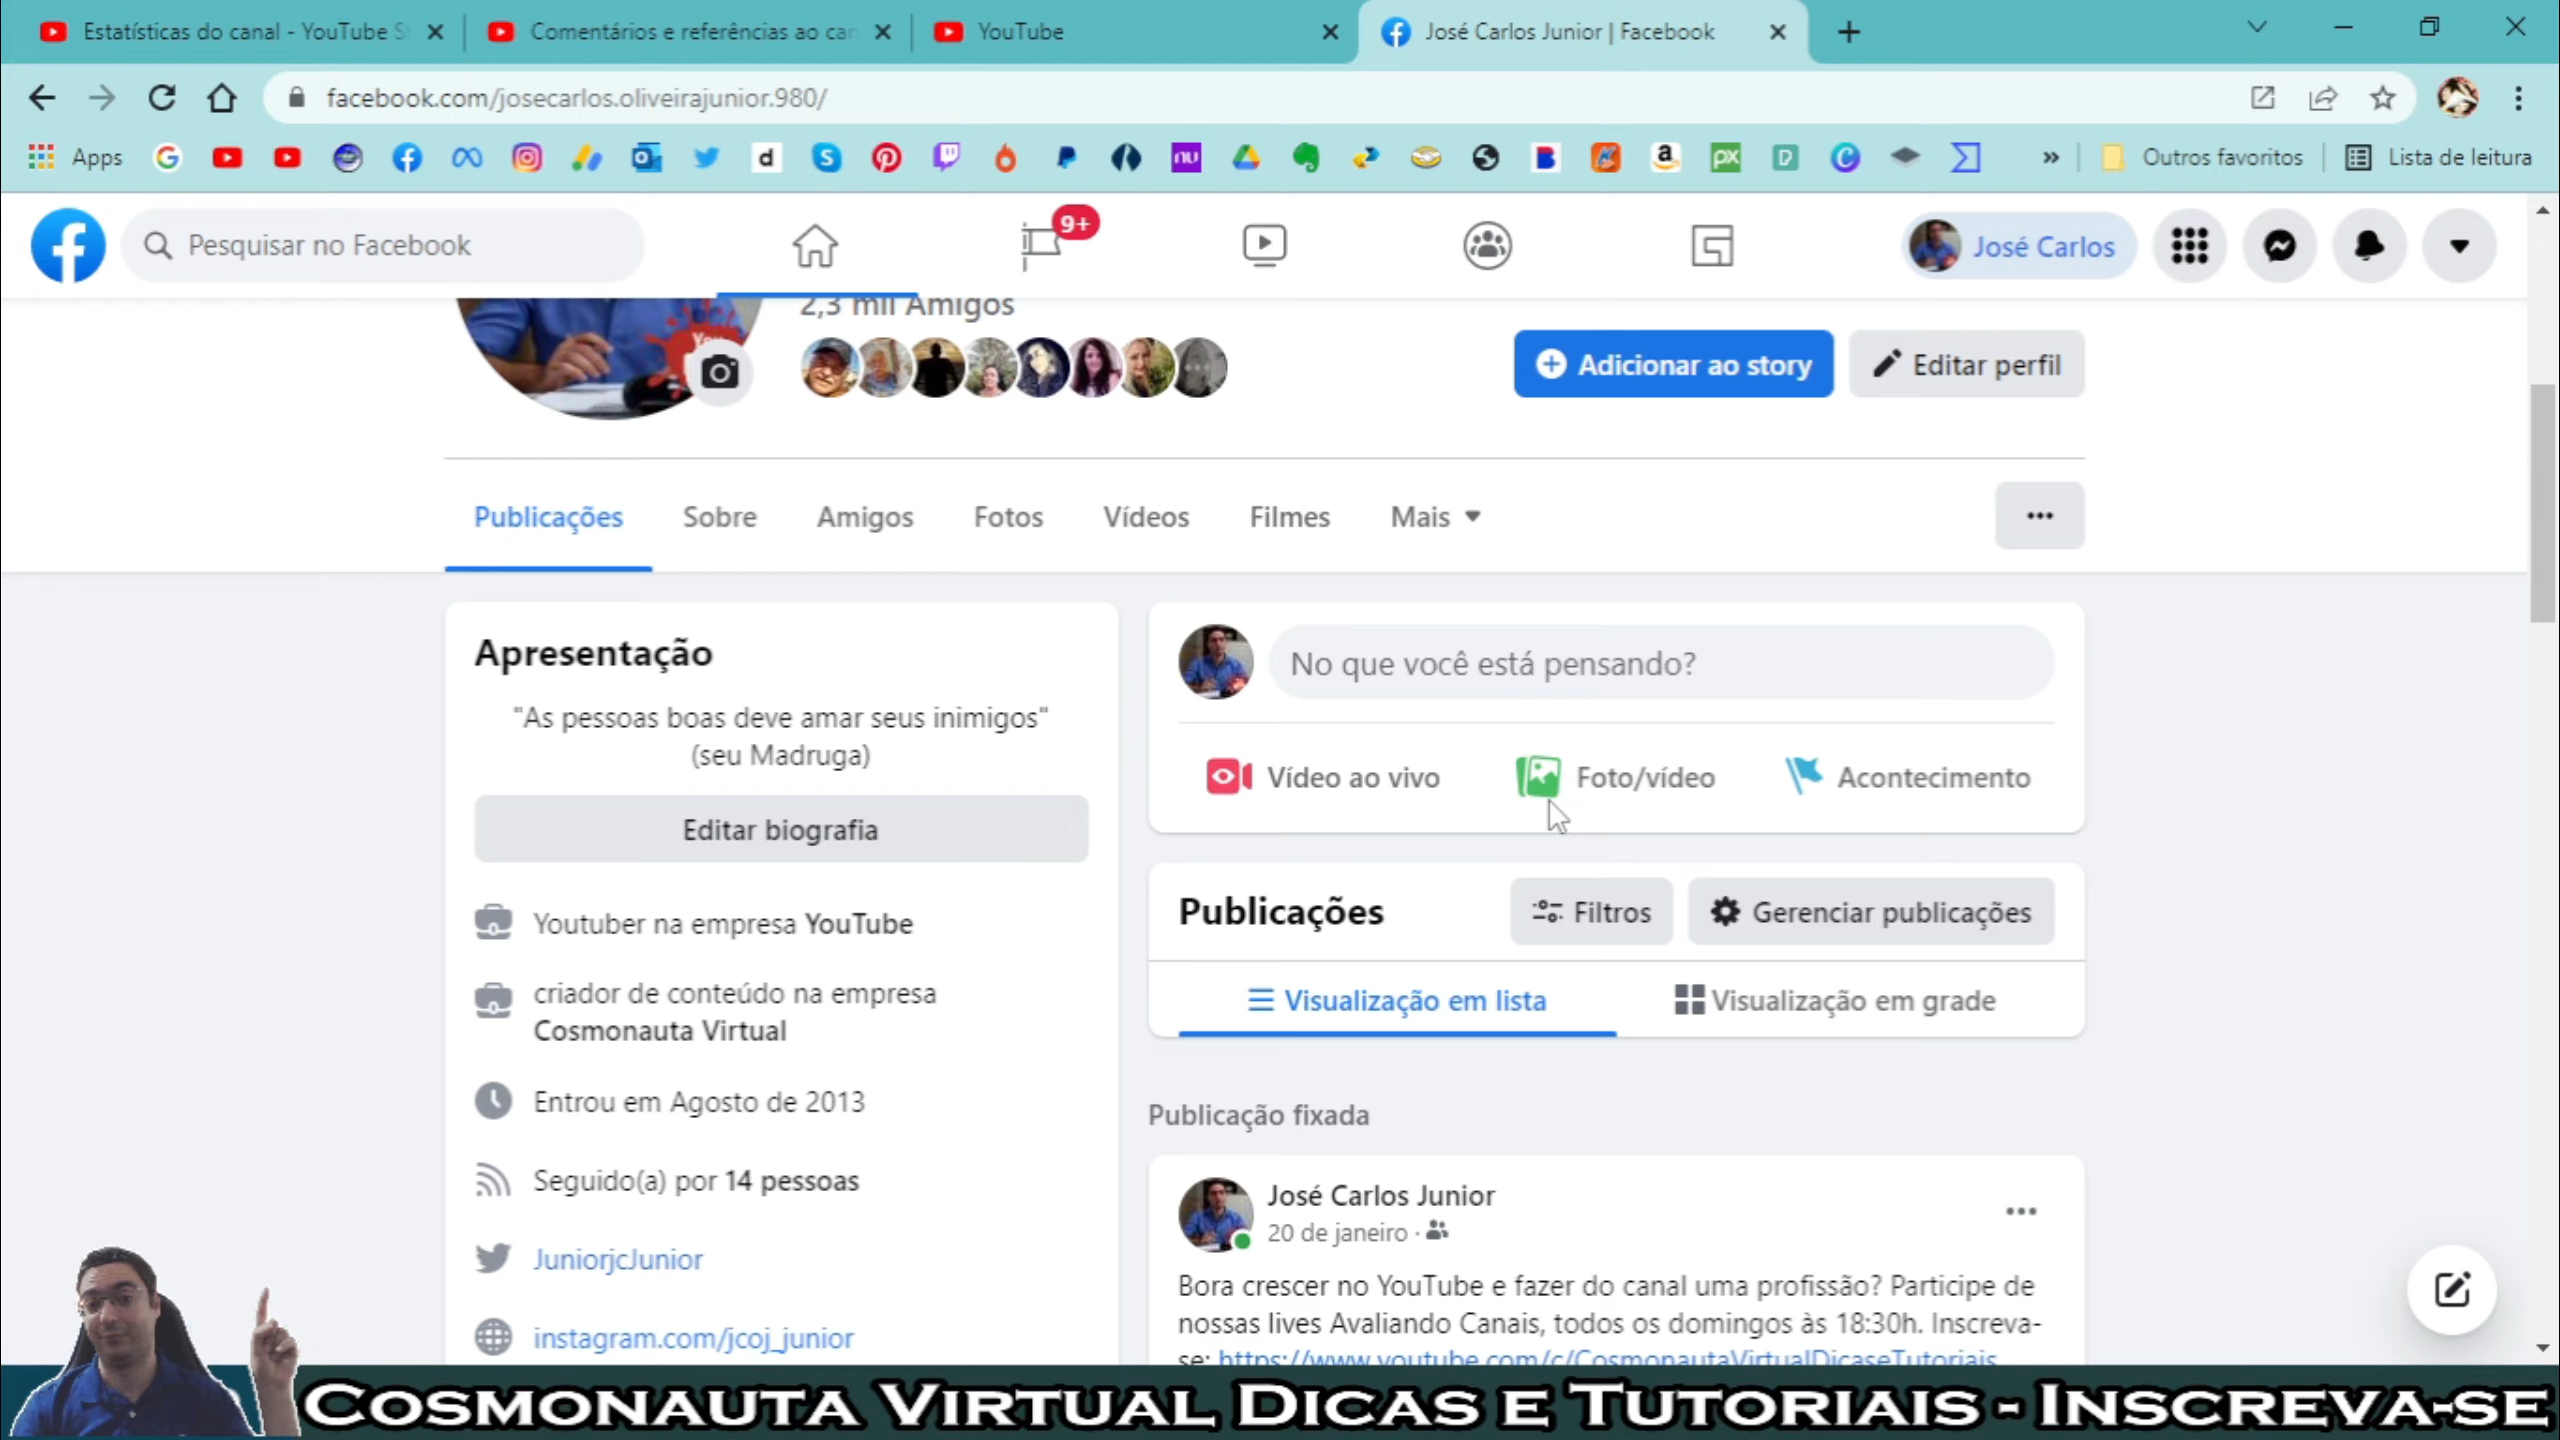 Estatísticas do canal - YouTube S
Comentários e referências ao can
YouTube
José Carlos Junior | Facebook
facebook.com/josecarlos.oliveirajunior.980/
Apps
Outros favoritos
Lista de leitura
Pesquisar no Facebook
9+
José Carlos
2,3 mil Amigos
Adicionar ao story
Editar perfil
Publicações
Sobre
Amigos
Fotos
Vídeos
Filmes
Mais
Apresentação
"As pessoas boas deve amar seus inimigos"
(seu Madruga)
Editar biografia
Youtuber na empresa YouTube
criador de conteúdo na empresa
Cosmonauta Virtual
Entrou em Agosto de 2013
Seguido(a) por 14 pessoas
JuniorjcJunior
instagram.com/jcoj_junior
No que você está pensando?
Vídeo ao vivo
Foto/vídeo
Acontecimento
Publicações
Filtros
Gerenciar publicações
Visualização em lista
Visualização em grade
Publicação fixada
José Carlos Junior
20 de janeiro ·
Bora crescer no YouTube e fazer do canal uma profissão? Participe de
nossas lives Avaliando Canais, todos os domingos às 18:30h. Inscreva-
se: https://www.youtube.com/c/CosmonautaVirtualDicaseTutoriais
Cosmonauta Virtual Dicas e Tutoriais - Inscreva-se